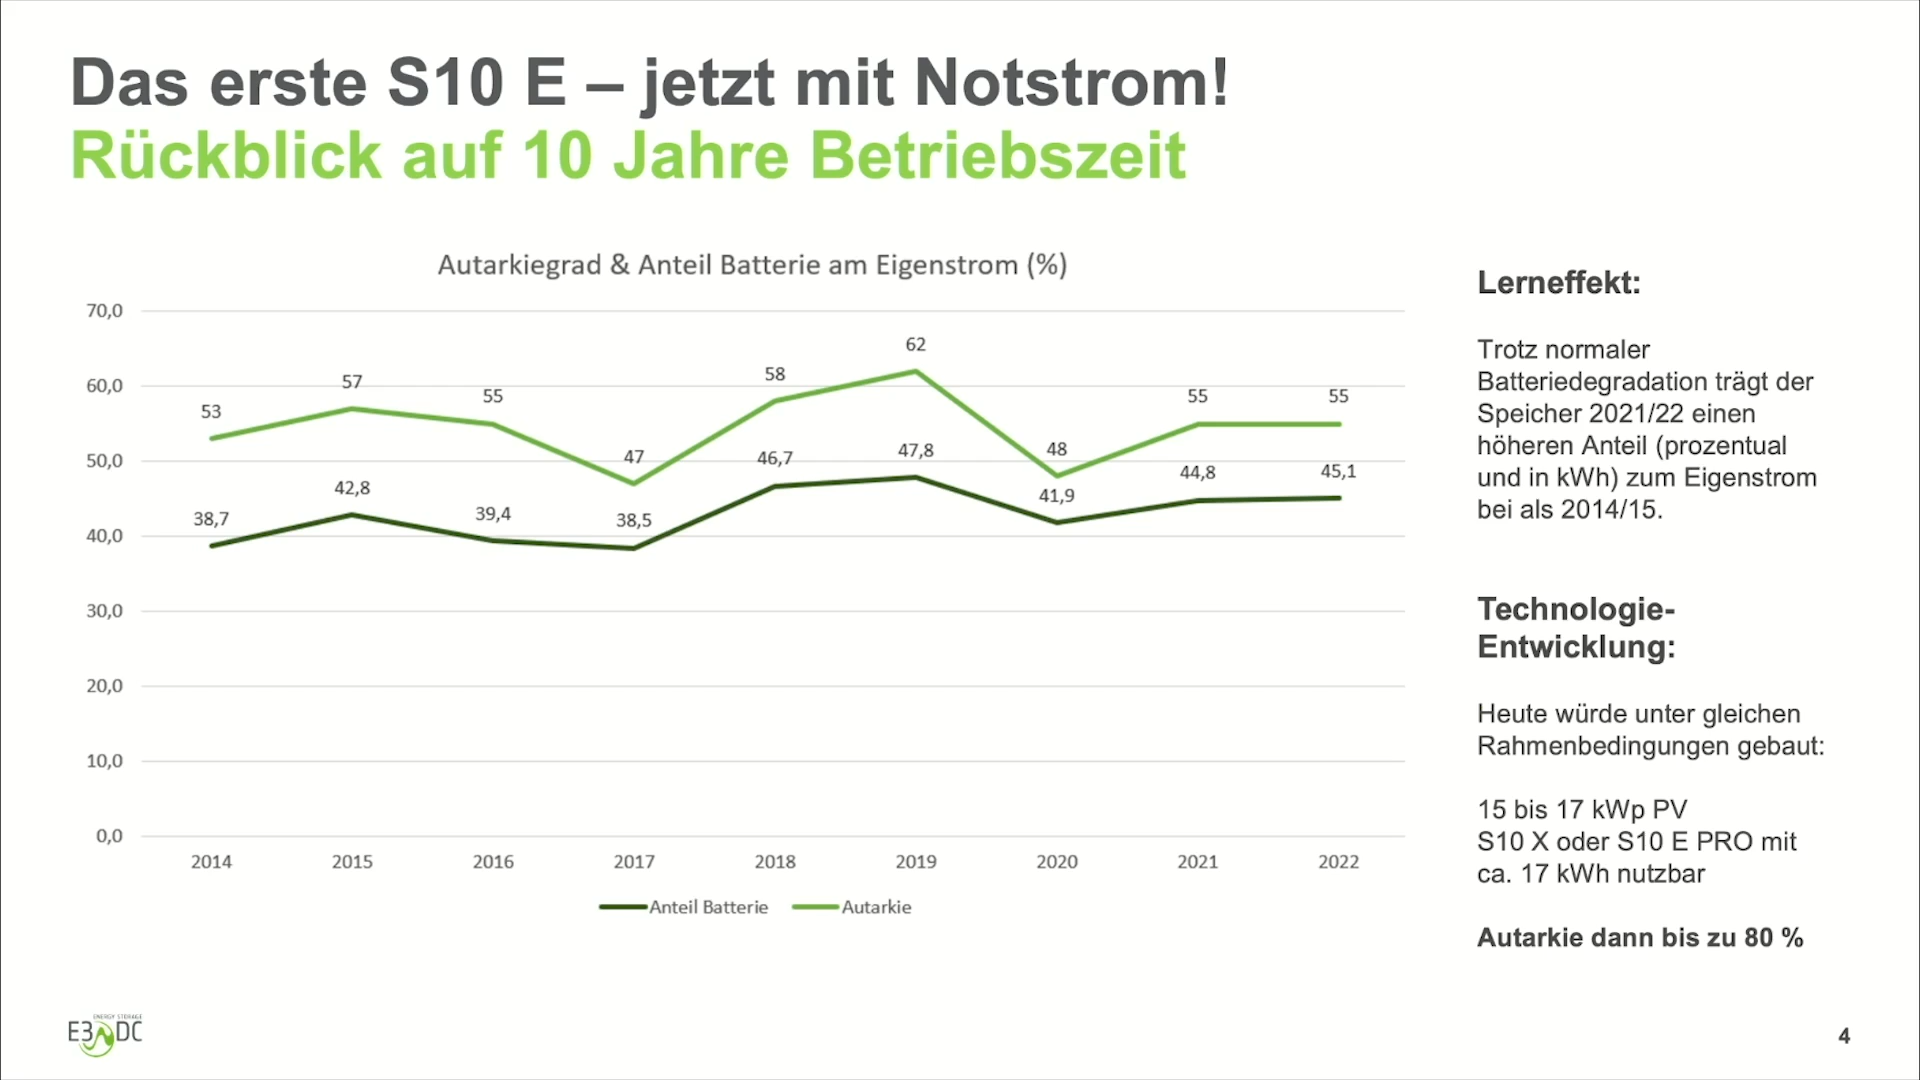 Das erste S10 E – jetzt mit Notstrom!
Rückblick auf 10 Jahre Betriebszeit
Autarkiegrad & Anteil Batterie am Eigenstrom (%)
70,0
60,0
50,0
40,0
30,0
20,0
10,0
0,0
53
57
55
47
58
62
48
55
55
38,7
42,8
39,4
38,5
46,7
47,8
41,9
44,8
45,1
2014
2015
2016
2017
2018
2019
2020
2021
2022
Anteil Batterie
Autarkie
Lerneffekt:
Trotz normaler
Batteriedegradation trägt der
Speicher 2021/22 einen
höheren Anteil (prozentual
und in kWh) zum Eigenstrom
bei als 2014/15.
Technologie-
Entwicklung:
Heute würde unter gleichen
Rahmenbedingungen gebaut:
15 bis 17 kWp PV
S10 X oder S10 E PRO mit
ca. 17 kWh nutzbar
Autarkie dann bis zu 80 %
ENERGY STORAGE
E3 DC
4